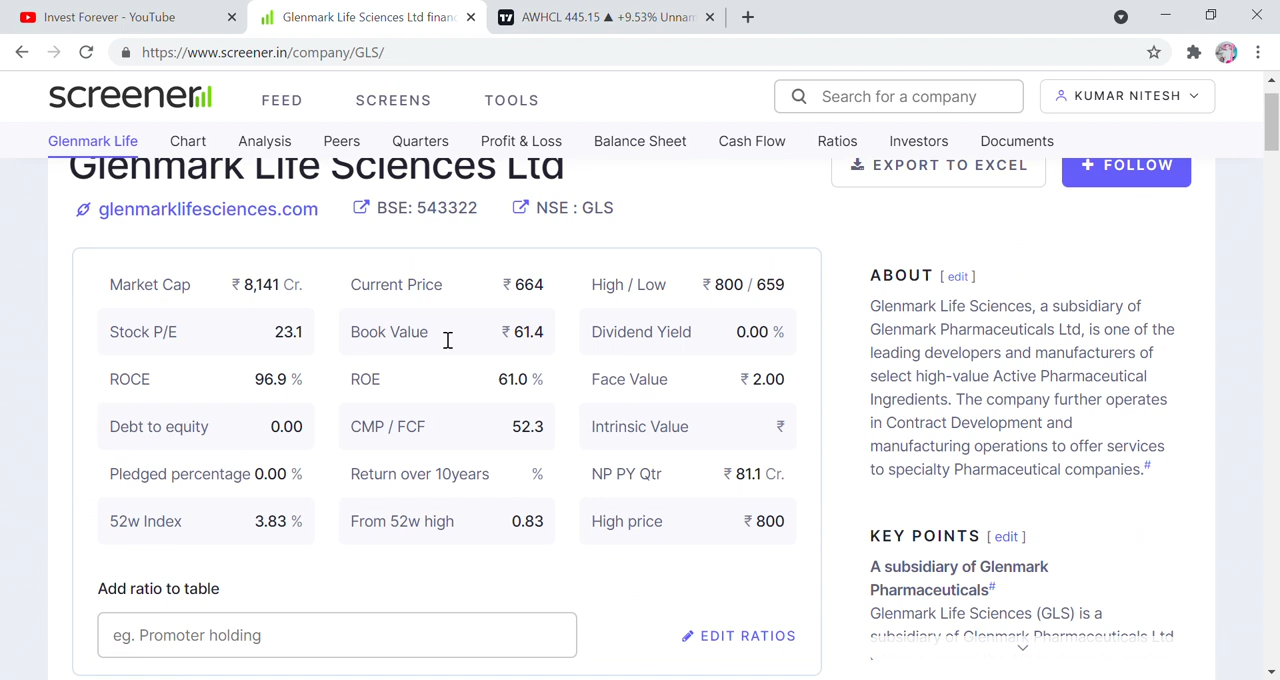 Invest Forever - YouTube
Glenmark Life Sciences Ltd financ
AWHCL 445.15 ▲ +9.53% Unnam
https://www.screener.in/company/GLS/
screener
FEED
SCREENS
TOOLS
Search for a company
KUMAR NITESH
Glenmark Life
Chart
Analysis
Peers
Quarters
Profit & Loss
Balance Sheet
Cash Flow
Ratios
Investors
Documents
Glenmark Life Sciences Ltd
EXPORT TO EXCEL
+ FOLLOW
glenmarklifesciences.com
BSE: 543322
NSE : GLS
Market Cap ₹ 8,141 Cr.
Current Price ₹ 664
High / Low ₹ 800 / 659
Stock P/E 23.1
Book Value ₹ 61.4
Dividend Yield 0.00 %
ROCE 96.9 %
ROE 61.0 %
Face Value ₹ 2.00
Debt to equity 0.00
CMP / FCF 52.3
Intrinsic Value ₹
Pledged percentage 0.00 %
Return over 10years %
NP PY Qtr ₹ 81.1 Cr.
52w Index 3.83 %
From 52w high 0.83
High price ₹ 800
Add ratio to table
eg. Promoter holding
EDIT RATIOS
ABOUT [ edit ]
Glenmark Life Sciences, a subsidiary of
Glenmark Pharmaceuticals Ltd, is one of the
leading developers and manufacturers of
select high-value Active Pharmaceutical
Ingredients. The company further operates
in Contract Development and
manufacturing operations to offer services
to specialty Pharmaceutical companies.#
KEY POINTS [ edit ]
A subsidiary of Glenmark
Pharmaceuticals#
Glenmark Life Sciences (GLS) is a
subsidiary of Glenmark Pharmaceuticals Ltd